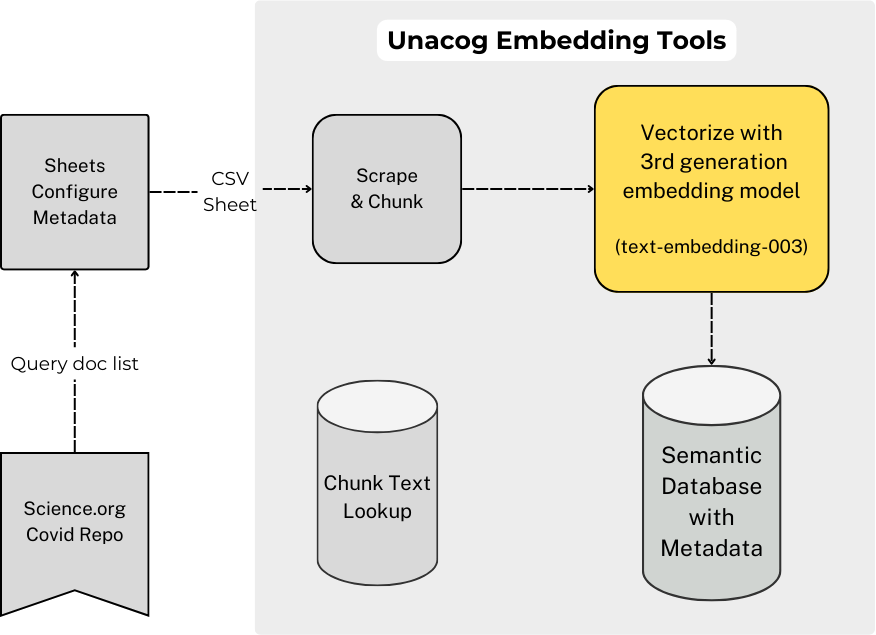 Unacog Embedding Tools
Sheets
Configure
Metadata
CSV
Sheet
Scrape
& Chunk
Vectorize with
3rd generation
embedding model
(text-embedding-003)
Query doc list
Science.org
Covid Repo
Chunk Text
Lookup
Semantic
Database
with
Metadata